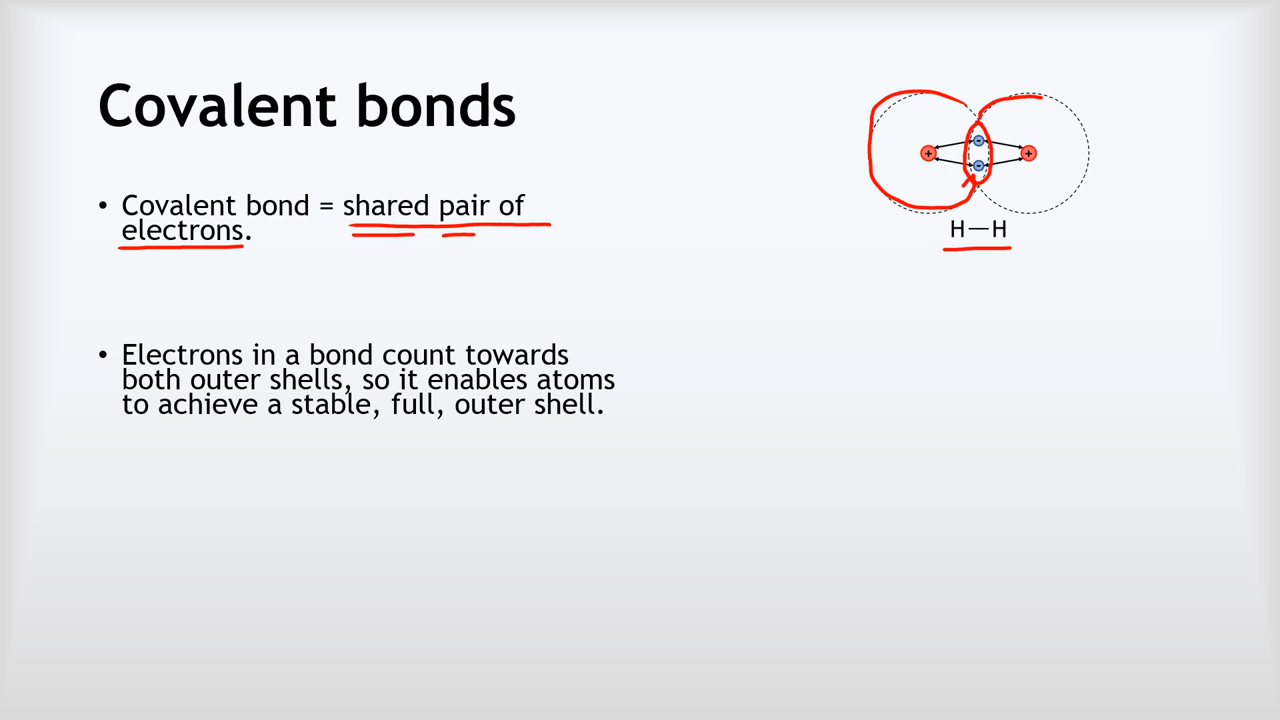 Covalent bonds
• Covalent bond = shared pair of
electrons.
• Electrons in a bond count towards
both outer shells, so it enables atoms
to achieve a stable, full, outer shell.
+ - +
-
H—H